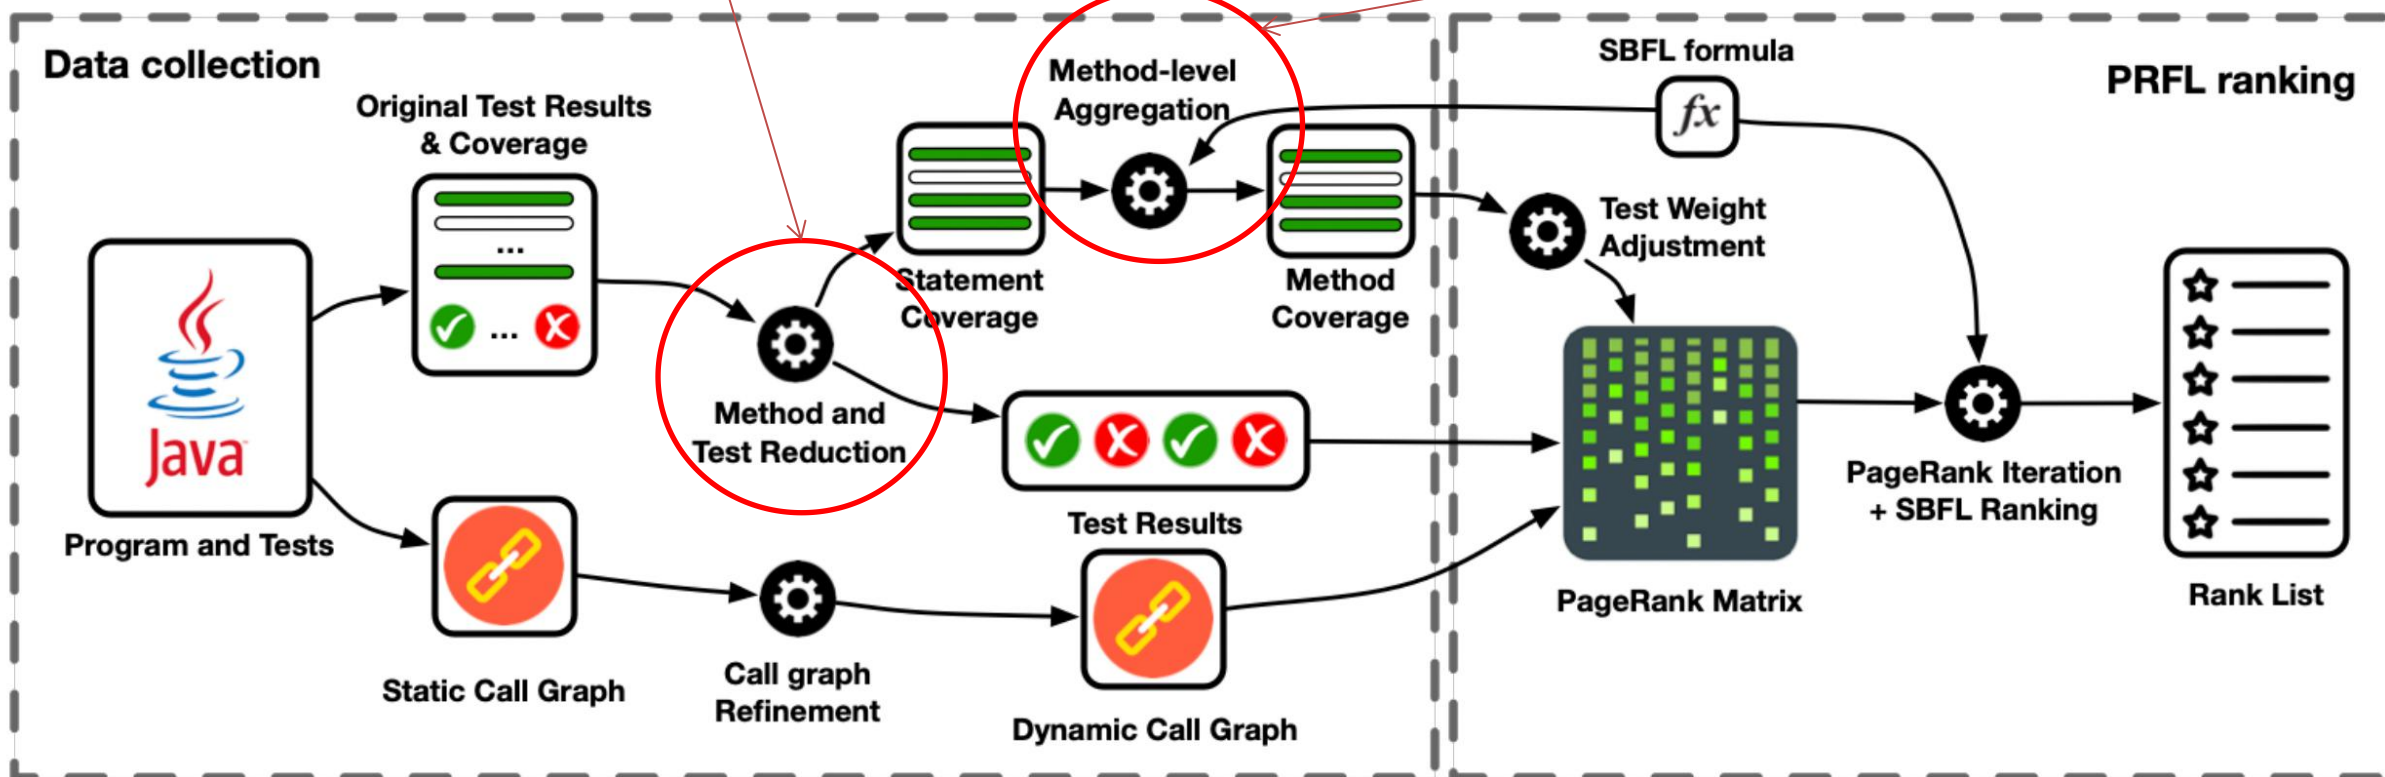 Data collection
Original Test Results
& Coverage
...
...
Java
Program and Tests
Static Call Graph
Method and
Test Reduction
Call graph
Refinement
Statement
Coverage
Method-level
Aggregation
Method
Coverage
Test Results
Dynamic Call Graph
SBFL formula
fx
PRFL ranking
Test Weight
Adjustment
PageRank Matrix
PageRank Iteration
+ SBFL Ranking
Rank List